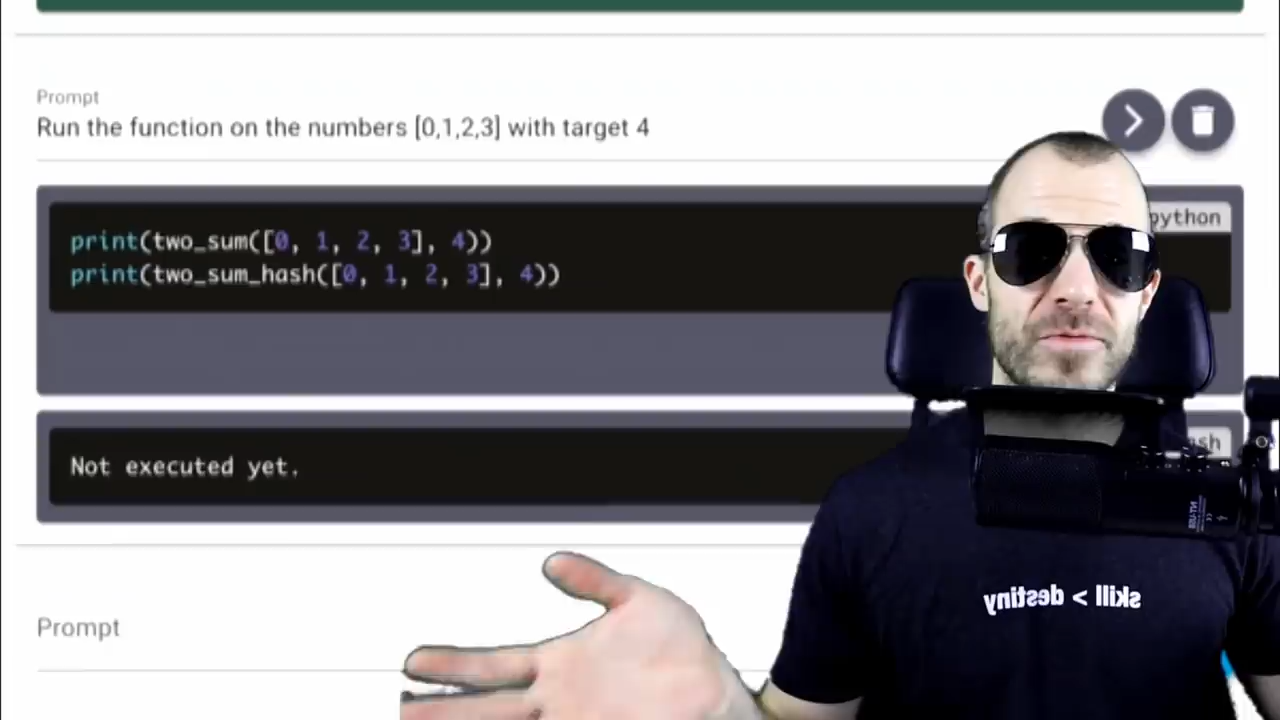 Prompt
Run the function on the numbers [0,1,2,3] with target 4
python
print(two_sum([0, 1, 2, 3], 4))
print(two_sum_hash([0, 1, 2, 3], 4))
Not executed yet.
skill > destiny
Prompt